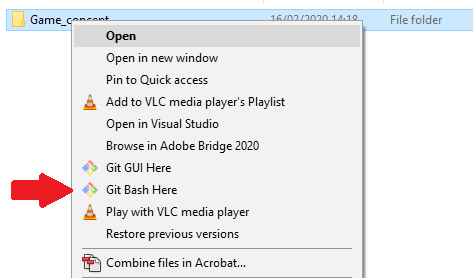 Game_concept 16/02/2020 14:18 File folder
Open
Open in new window
Pin to Quick access
Add to VLC media player's Playlist
Open in Visual Studio
Browse in Adobe Bridge 2020
Git GUI Here
Git Bash Here
Play with VLC media player
Restore previous versions
Combine files in Acrobat...